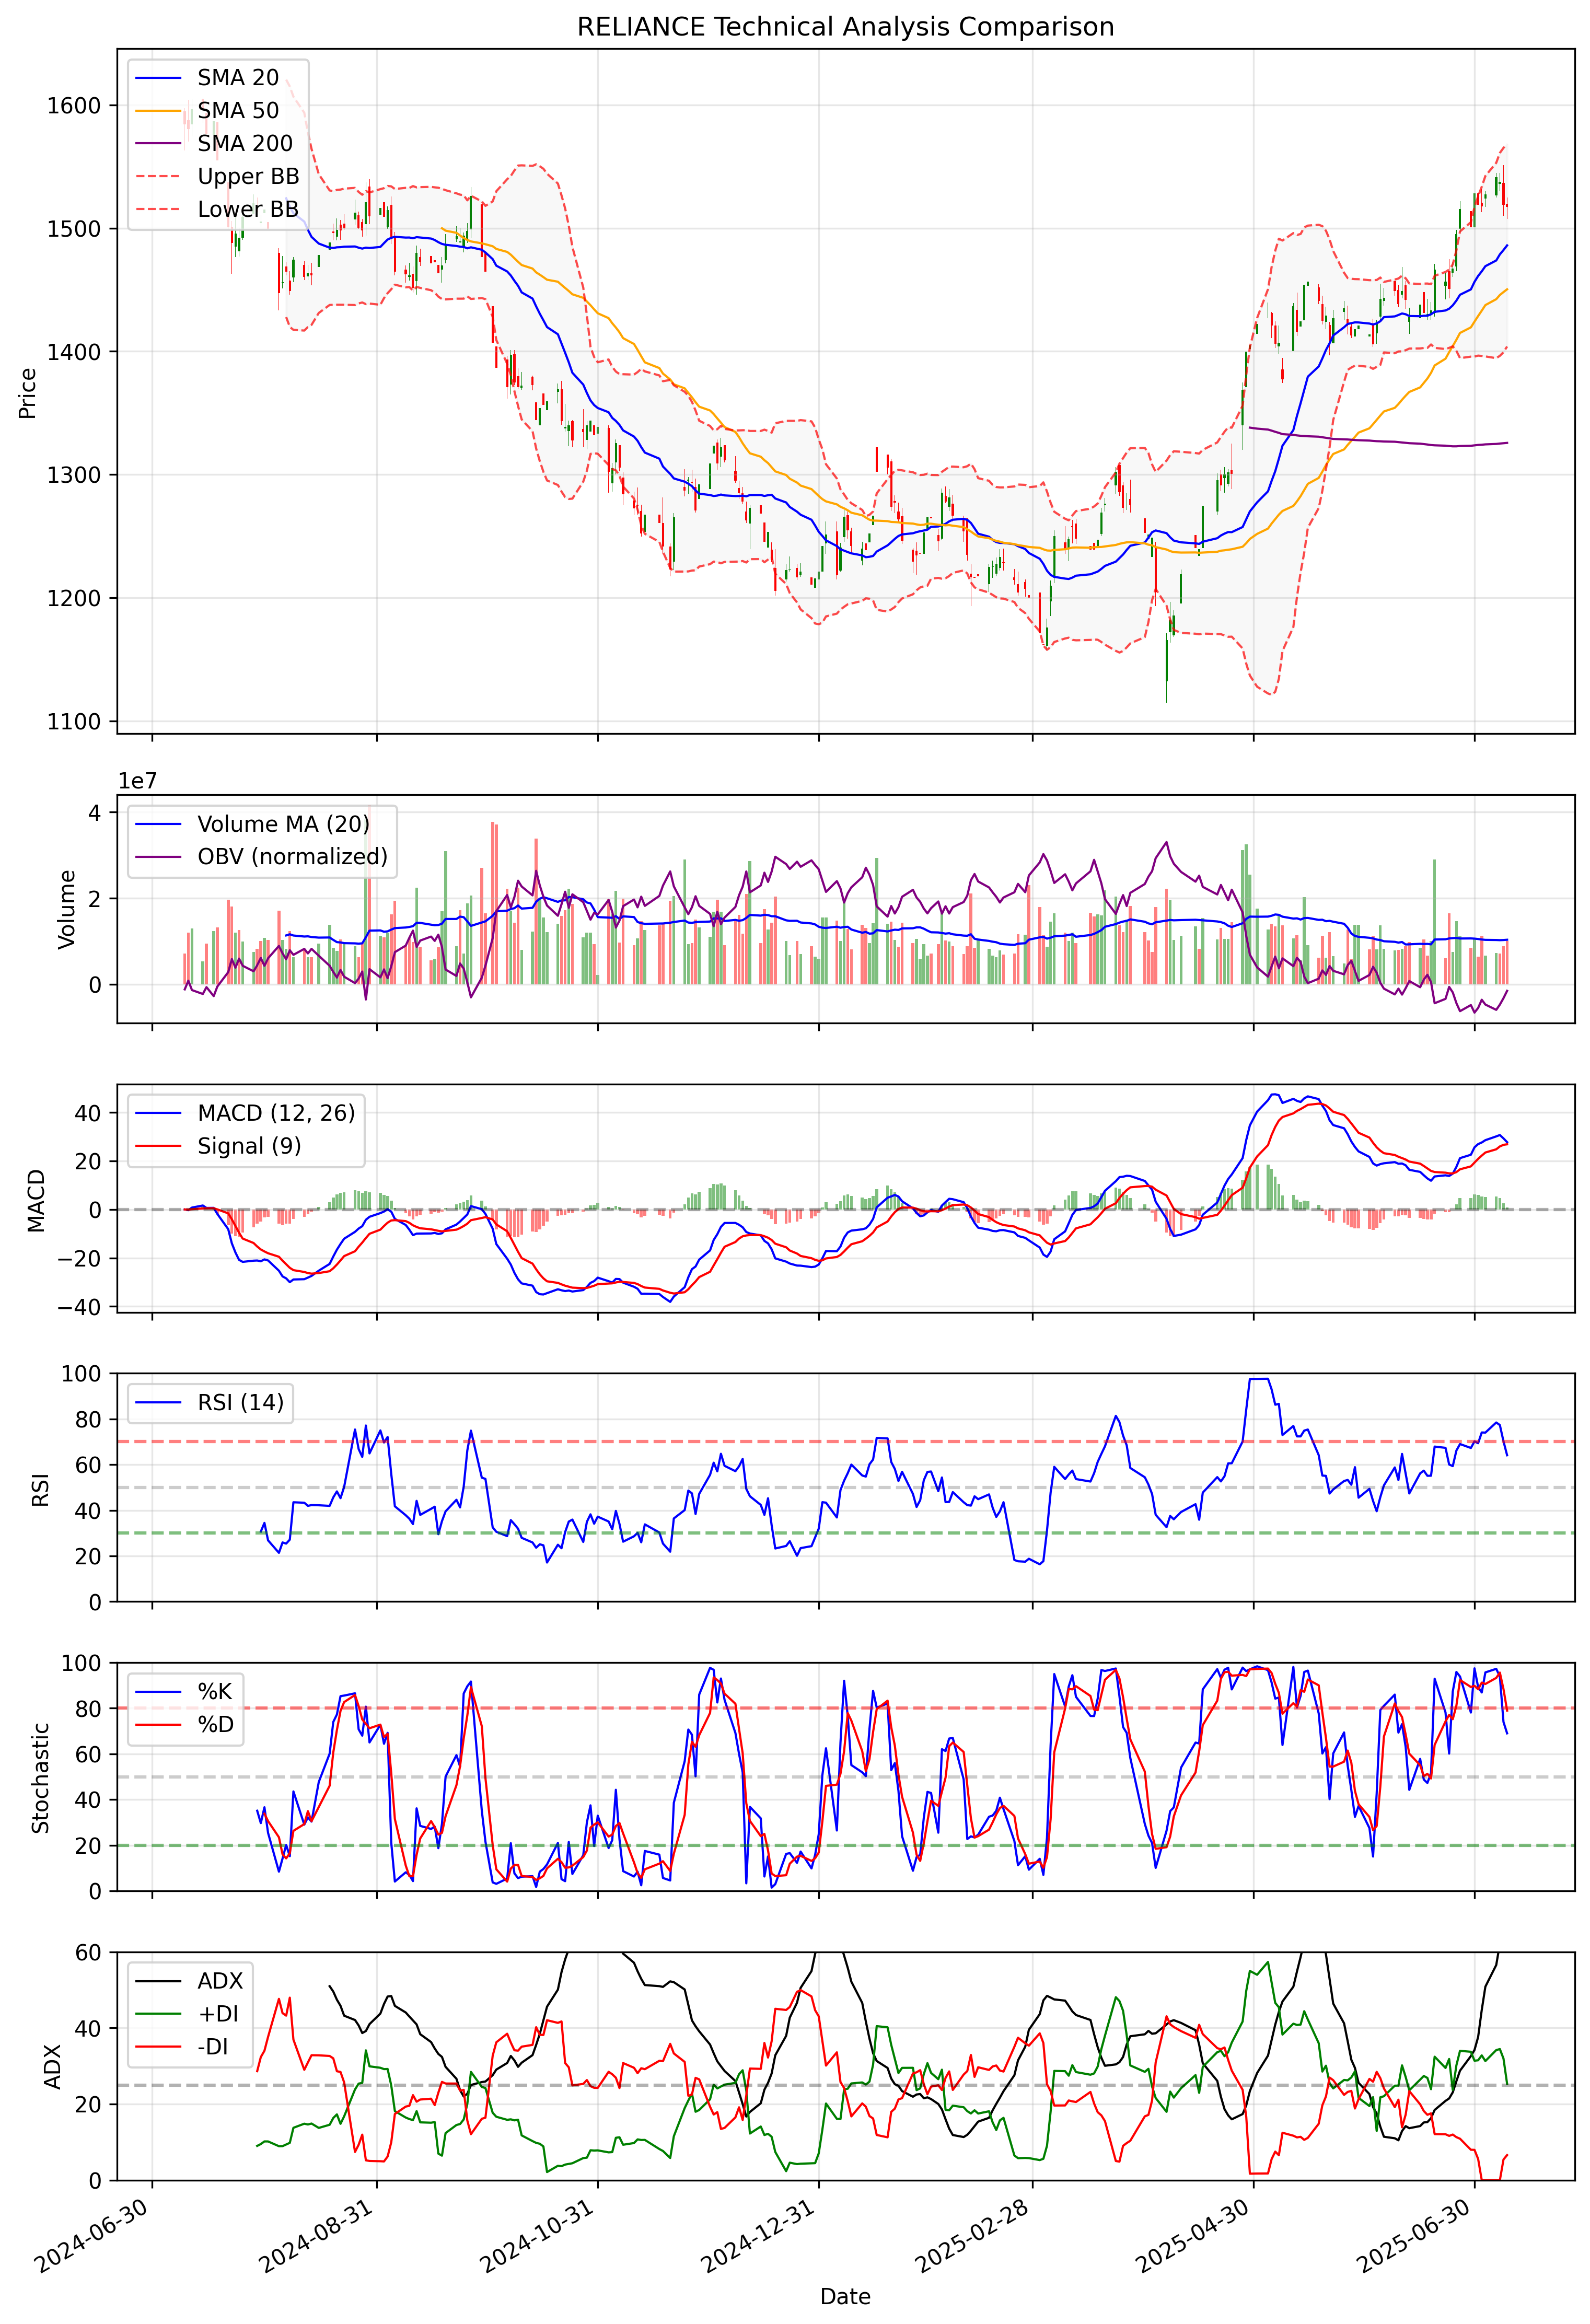 RELIANCE Technical Analysis Comparison
SMA 20
SMA 50
SMA 200
Upper BB
Lower BB
1600
1500
1400
1300
1200
1100
Price
1e7
Volume MA (20)
OBV (normalized)
4
2
0
Volume
MACD (12, 26)
Signal (9)
40
20
0
−20
−40
MACD
RSI (14)
100
80
60
40
20
0
RSI
%K
%D
100
80
60
40
20
0
Stochastic
ADX
+DI
-DI
60
40
20
0
ADX
2024-06-30
2024-08-31
2024-10-31
2024-12-31
2025-02-28
2025-04-30
2025-06-30
Date